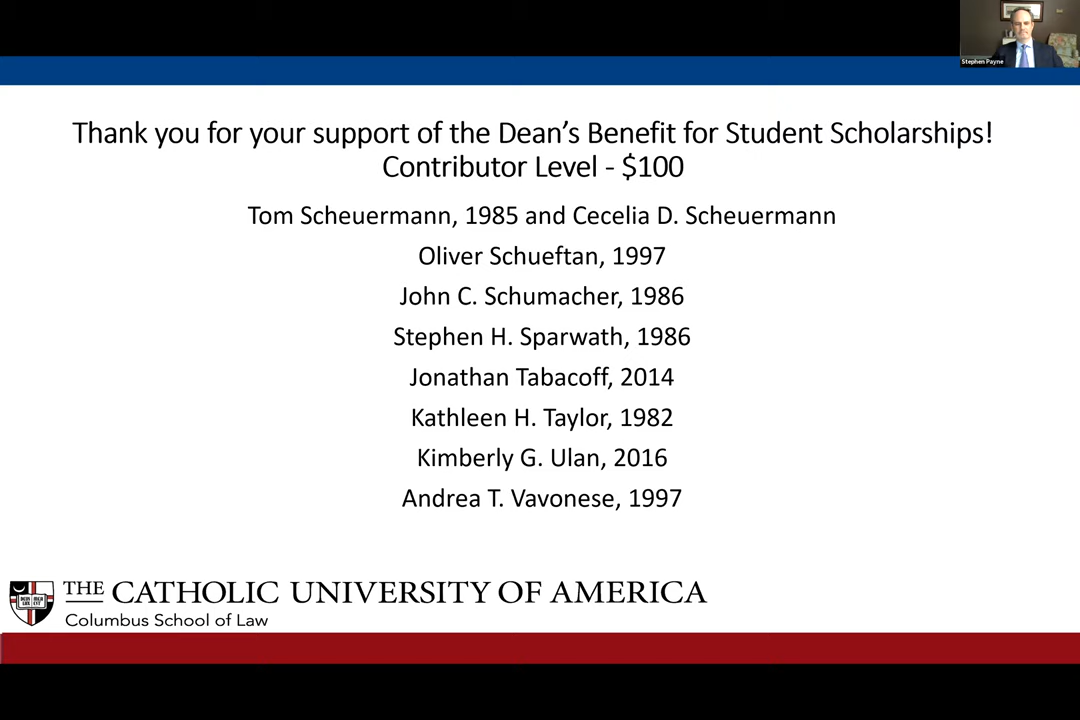 Stephen Payne
Thank you for your support of the Dean’s Benefit for Student Scholarships!
Contributor Level - $100
Tom Scheuermann, 1985 and Cecelia D. Scheuermann
Oliver Schueftan, 1997
John C. Schumacher, 1986
Stephen H. Sparwath, 1986
Jonathan Tabacoff, 2014
Kathleen H. Taylor, 1982
Kimberly G. Ulan, 2016
Andrea T. Vavonese, 1997
THE CATHOLIC UNIVERSITY OF AMERICA
Columbus School of Law